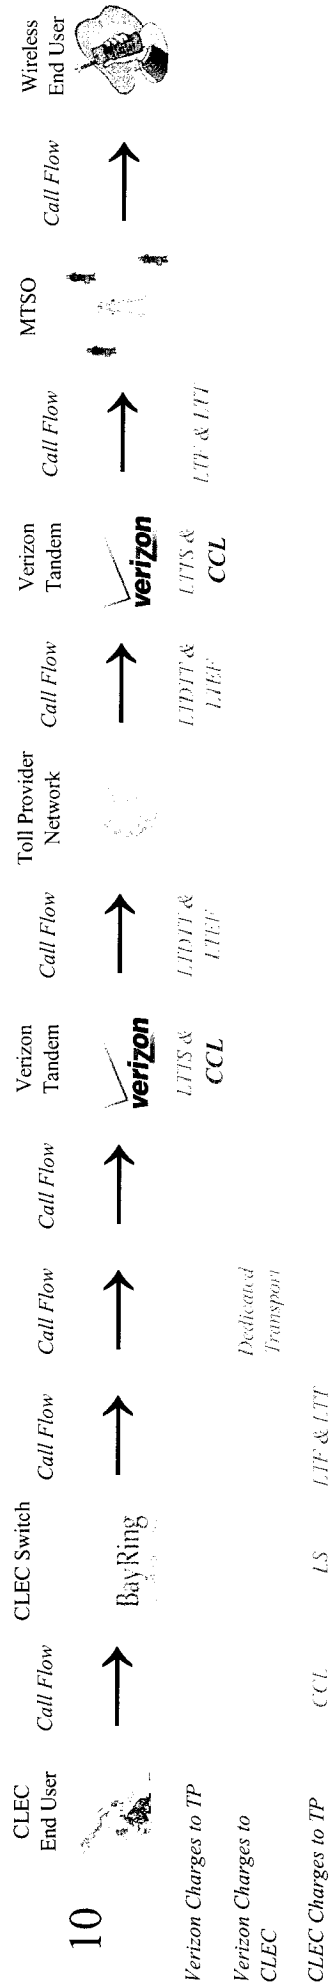 10
CLEC
End User
Call Flow
CLEC Switch
Call Flow
Call Flow
Call Flow
Verizon
Tandem
Call Flow
Toll Provider
Network
Call Flow
Verizon
Tandem
Call Flow
MTSO
Call Flow
Wireless
End User
BayRing
verizon
verizon
Verizon Charges to TP
LTTS &
CCL
LTDTT &
LTEF
LTDTT &
LTEF
LTTS &
CCL
LTF & LTT
Verizon Charges to
CLEC
Dedicated
Transport
CLEC Charges to TP
CCL
LS
LTF & LTT